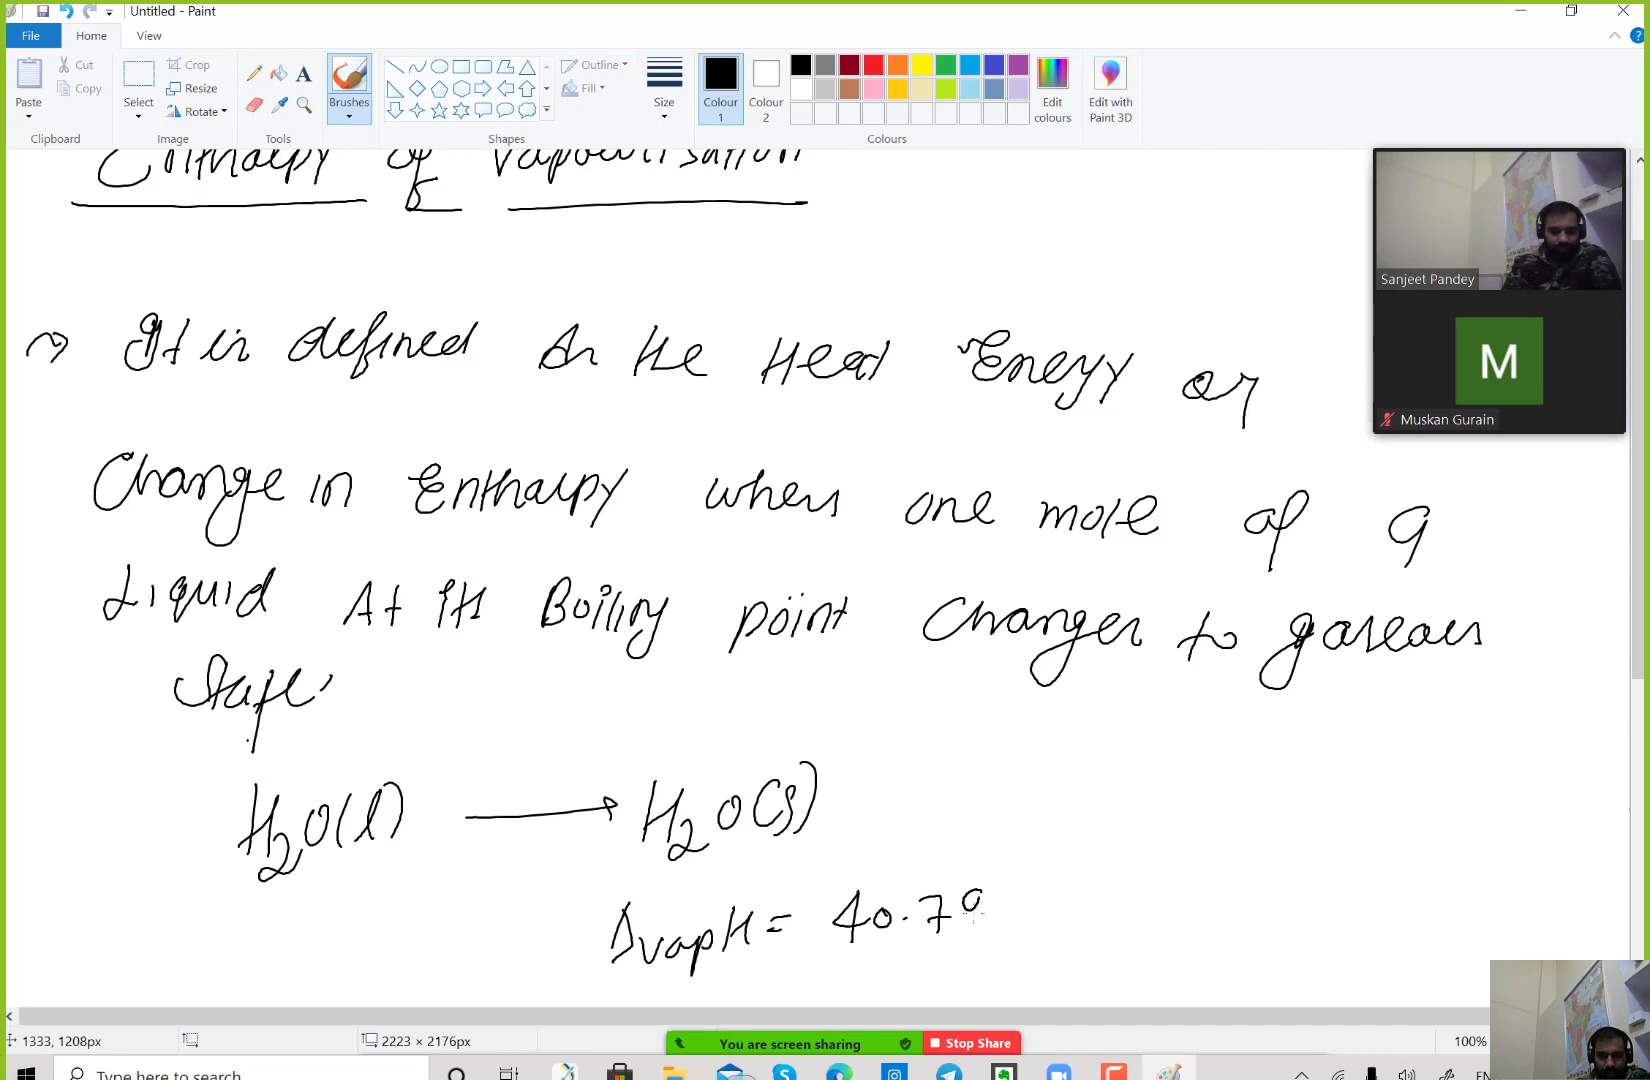 Untitled - Paint
File Home View
Paste
Cut
Copy
Clipboard
Select
Crop
Resize
Rotate
Image
Tools
Brushes
Shapes
Outline
Fill
Size
Colour 1
Colour 2
Edit colours
Edit with Paint 3D
Colours
Enthalpy of Vapourisation
It is defined as the Heat Energy or
Change in Enthalpy when one mole of a
Liquid At its Boiling point Changes to gaseous
State
H2O(l) → H2O(g)
ΔvapH = 40.79
Sanjeet Pandey
M
Muskan Gurain
1333, 1208px
2223 × 2176px
You are screen sharing
Stop Share
100%
Type here to search